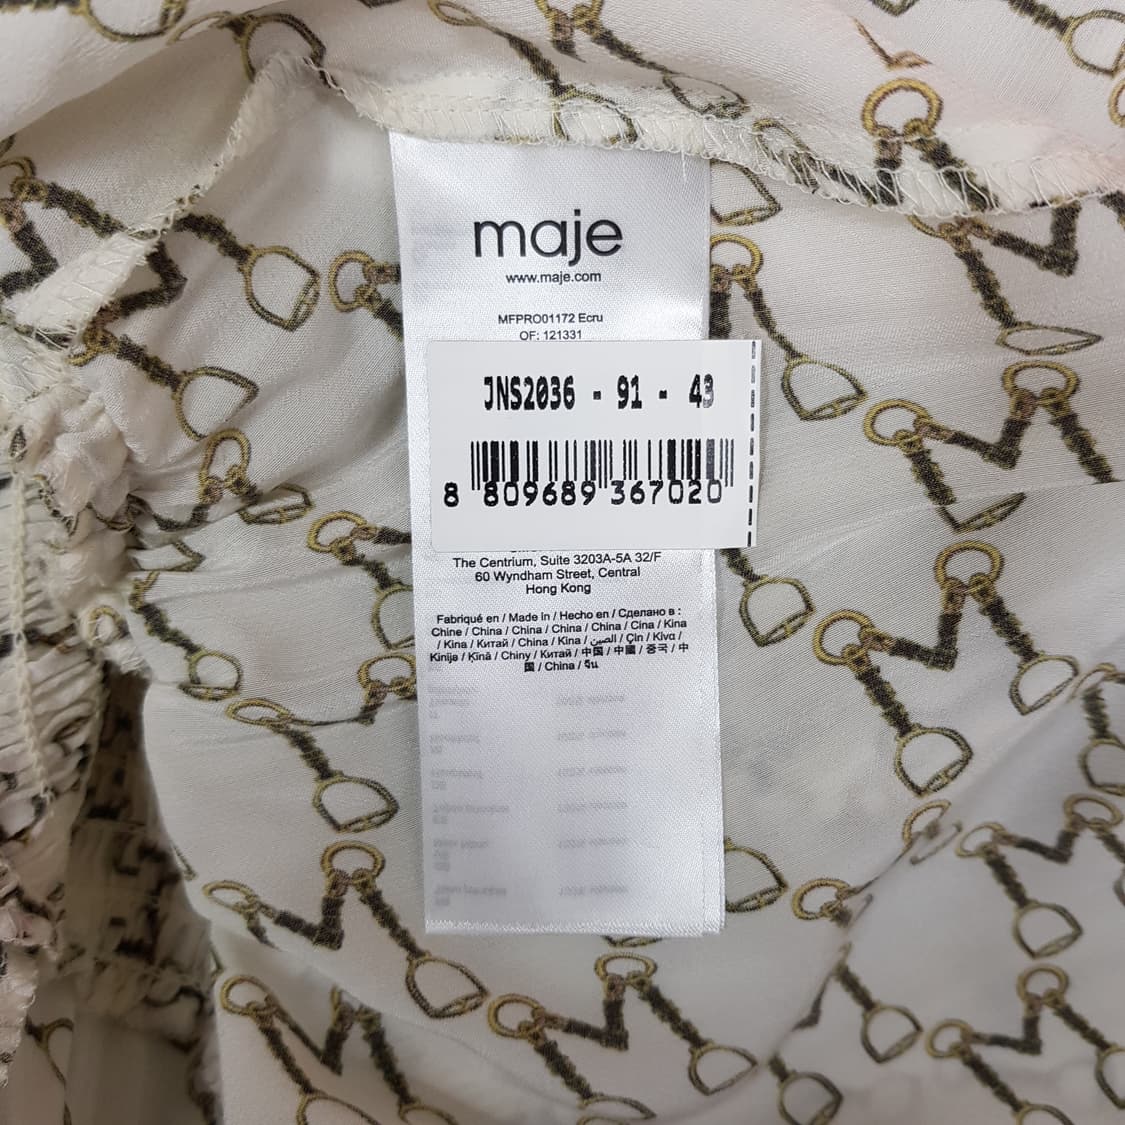 maje
www.maje.com
MFPRO01172 Ecru
OF: 121331
JNS2036 - 91 - 43
8 809689 367020
The Centrium, Suite 3203A-5A 32/F
60 Wyndham Street, Central
Hong Kong
Fabriqué en / Made in / Hecho en / Сделано в :
Chine / China / China / China / China / Cina / Kina
/ Kina / Китай / China / Kina / الصين / Çin / Kiva /
Kinije / Ķīnā / Chiny / Китай / 中国 / 中國 / 중국 / 中
国 / China / จีน